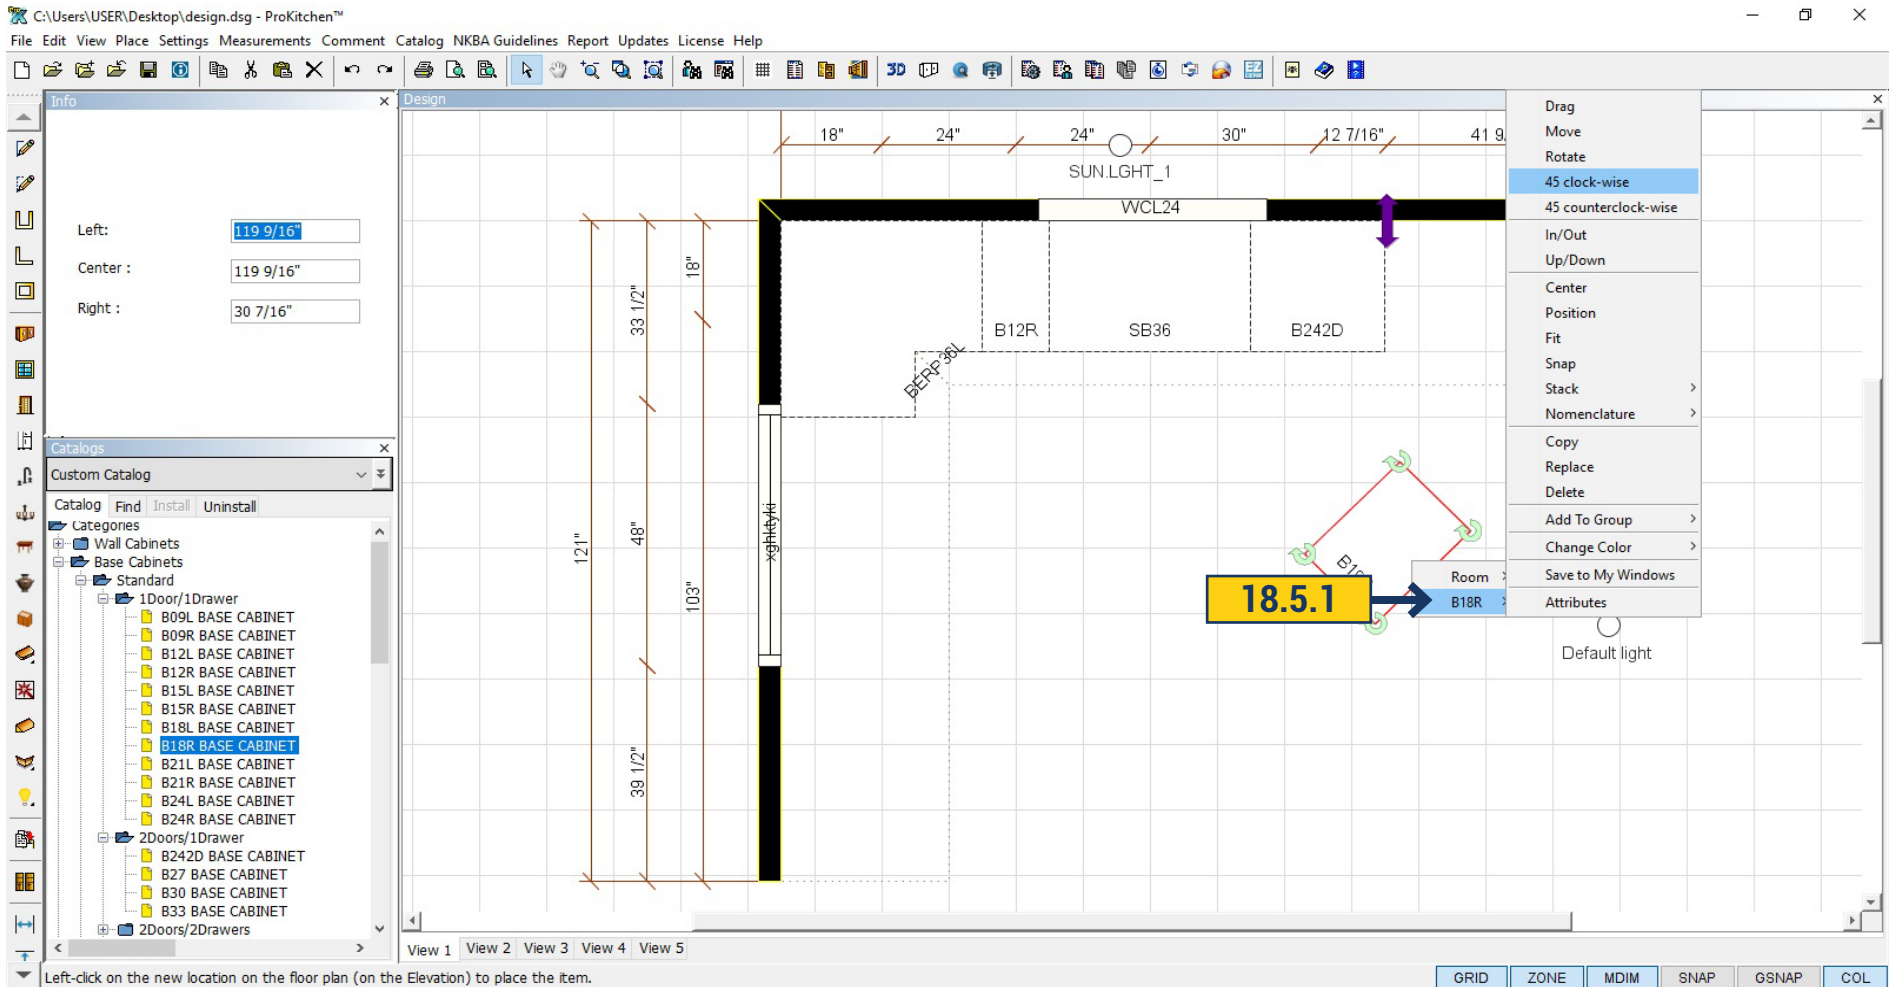 C:\Users\USER\Desktop\design.dsg - ProKitchen™
File Edit View Place Settings Measurements Comment Catalog NKBA Guidelines Report Updates License Help
3D
EZ
Info
Left: 119 9/16"
Center : 119 9/16"
Right : 30 7/16"
Catalogs
Custom Catalog
Catalog Find Install Uninstall
Categories
Wall Cabinets
Base Cabinets
Standard
1Door/1Drawer
B09L BASE CABINET
B09R BASE CABINET
B12L BASE CABINET
B12R BASE CABINET
B15L BASE CABINET
B15R BASE CABINET
B18L BASE CABINET
B18R BASE CABINET
B21L BASE CABINET
B21R BASE CABINET
B24L BASE CABINET
B24R BASE CABINET
2Doors/1Drawer
B242D BASE CABINET
B27 BASE CABINET
B30 BASE CABINET
B33 BASE CABINET
2Doors/2Drawers
Design
18" 24" 24" 30" 12 7/16" 41 9
SUN.LGHT_1
WCL24
18"
33 1/2"
B12R SB36 B242D
BERP36L
121"
48"
xghktyki
103"
39 1/2"
18.5.1
Room
B18R
Default light
Drag
Move
Rotate
45 clock-wise
45 counterclock-wise
In/Out
Up/Down
Center
Position
Fit
Snap
Stack
Nomenclature
Copy
Replace
Delete
Add To Group
Change Color
Save to My Windows
Attributes
View 1 View 2 View 3 View 4 View 5
Left-click on the new location on the floor plan (on the Elevation) to place the item.
GRID ZONE MDIM SNAP GSNAP COL